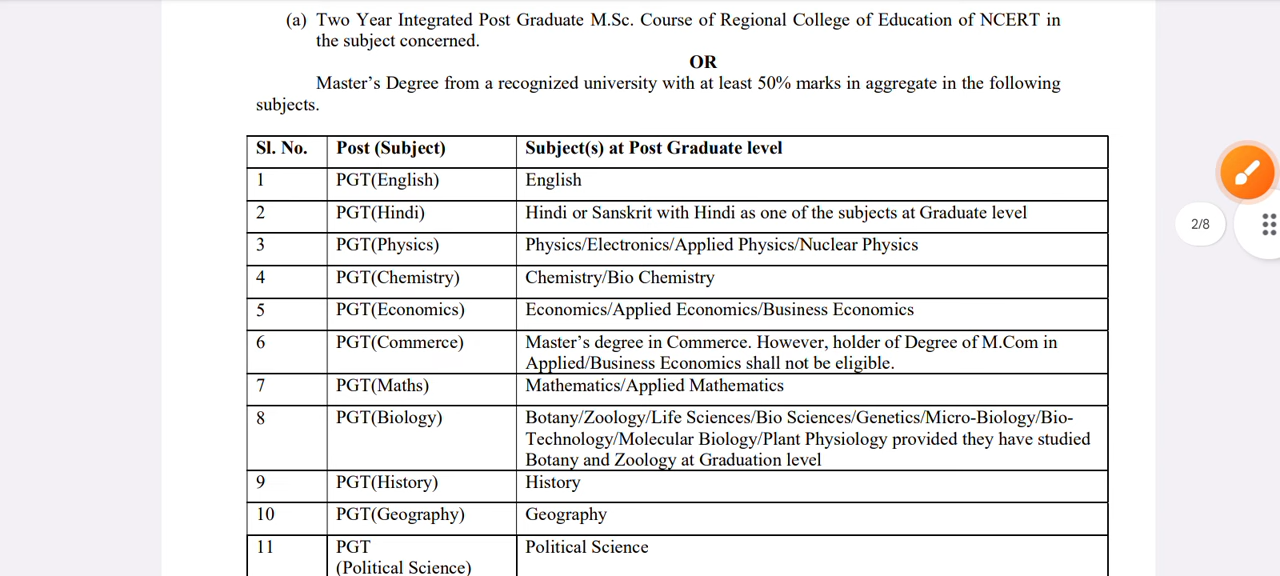 (a) Two Year Integrated Post Graduate M.Sc. Course of Regional College of Education of NCERT in
the subject concerned.
OR
Master’s Degree from a recognized university with at least 50% marks in aggregate in the following
subjects.
Sl. No. Post (Subject) Subject(s) at Post Graduate level
1 PGT(English) English
2 PGT(Hindi) Hindi or Sanskrit with Hindi as one of the subjects at Graduate level
3 PGT(Physics) Physics/Electronics/Applied Physics/Nuclear Physics
4 PGT(Chemistry) Chemistry/Bio Chemistry
5 PGT(Economics) Economics/Applied Economics/Business Economics
6 PGT(Commerce) Master’s degree in Commerce. However, holder of Degree of M.Com in
Applied/Business Economics shall not be eligible.
7 PGT(Maths) Mathematics/Applied Mathematics
8 PGT(Biology) Botany/Zoology/Life Sciences/Bio Sciences/Genetics/Micro-Biology/Bio-
Technology/Molecular Biology/Plant Physiology provided they have studied
Botany and Zoology at Graduation level
9 PGT(History) History
10 PGT(Geography) Geography
11 PGT Political Science
(Political Science)
2/8